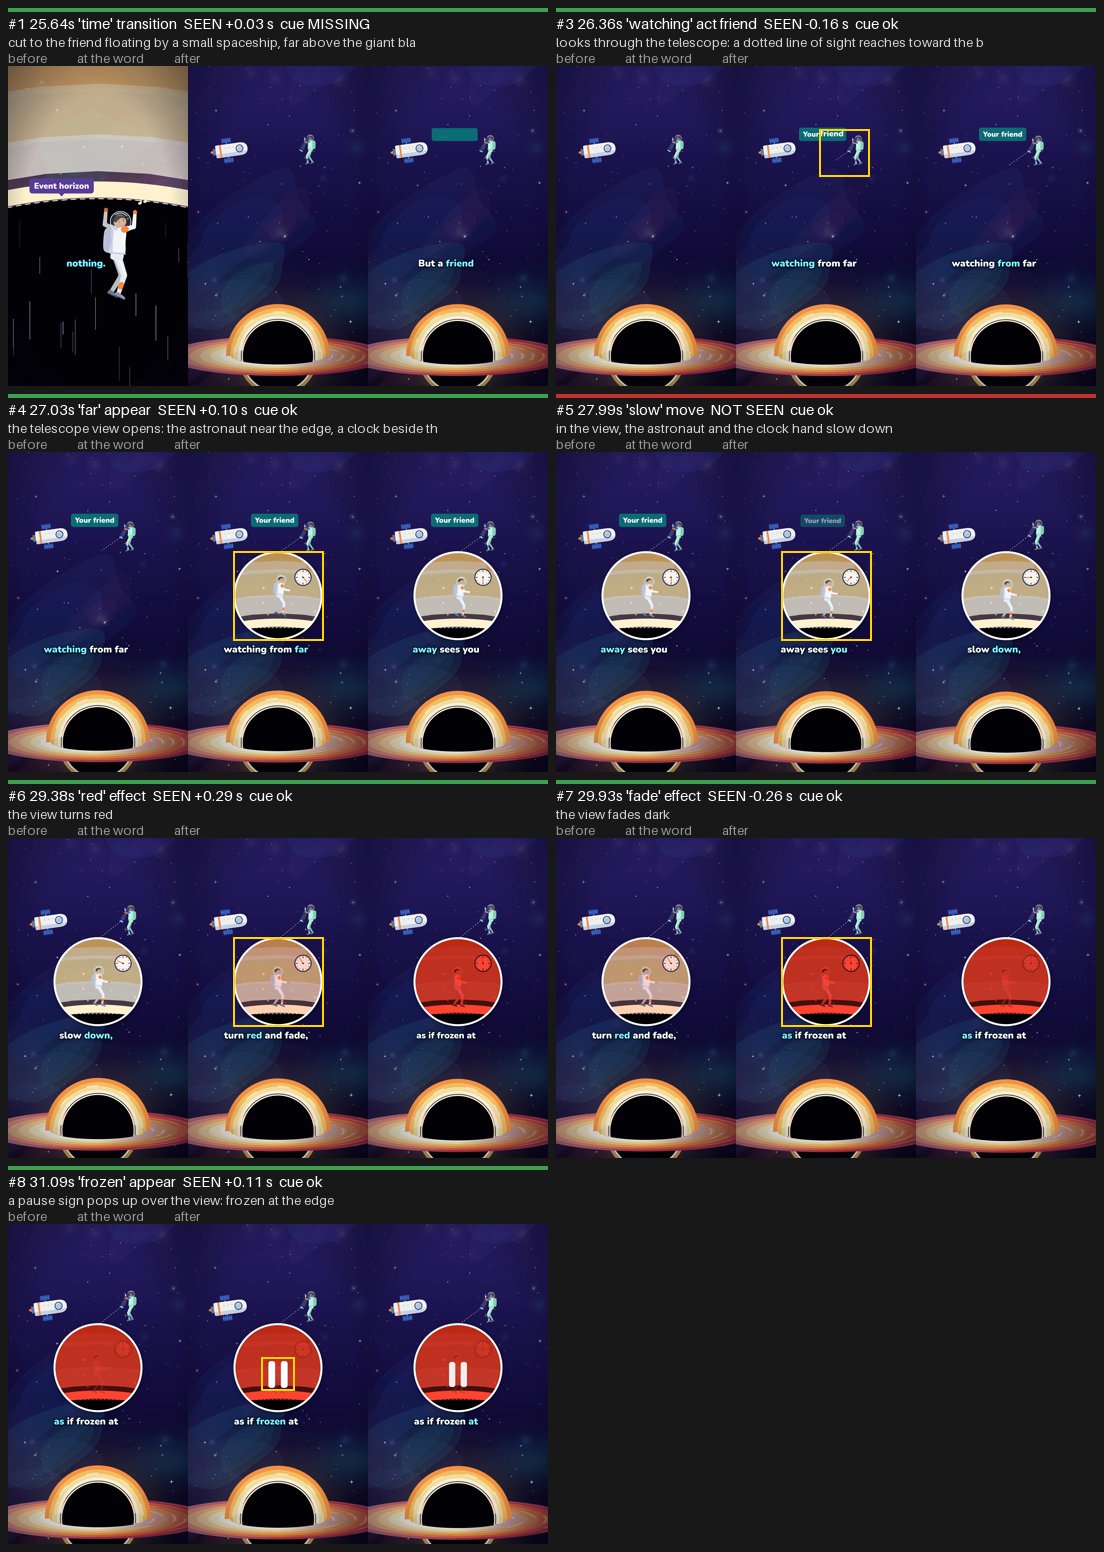 #1 25.64s 'time' transition  SEEN +0.03 s  cue MISSING
cut to the friend floating by a small spaceship, far above the giant bla
before at the word after
Event horizon
nothing.
But a friend
#3 26.36s 'watching' act friend  SEEN -0.16 s  cue ok
looks through the telescope: a dotted line of sight reaches toward the b
before at the word after
Your friend
Your friend
watching from far
watching from far
#4 27.03s 'far' appear  SEEN +0.10 s  cue ok
the telescope view opens: the astronaut near the edge, a clock beside th
before at the word after
Your friend
Your friend
Your friend
watching from far
watching from far
away sees you
#5 27.99s 'slow' move  NOT SEEN  cue ok
in the view, the astronaut and the clock hand slow down
before at the word after
Your friend
Your friend
away sees you
away sees you
slow down,
#6 29.38s 'red' effect  SEEN +0.29 s  cue ok
the view turns red
before at the word after
slow down,
turn red and fade,
as if frozen at
#7 29.93s 'fade' effect  SEEN -0.26 s  cue ok
the view fades dark
before at the word after
turn red and fade,
as if frozen at
as if frozen at
#8 31.09s 'frozen' appear  SEEN +0.11 s  cue ok
a pause sign pops up over the view: frozen at the edge
before at the word after
as if frozen at
as if frozen at
as if frozen at